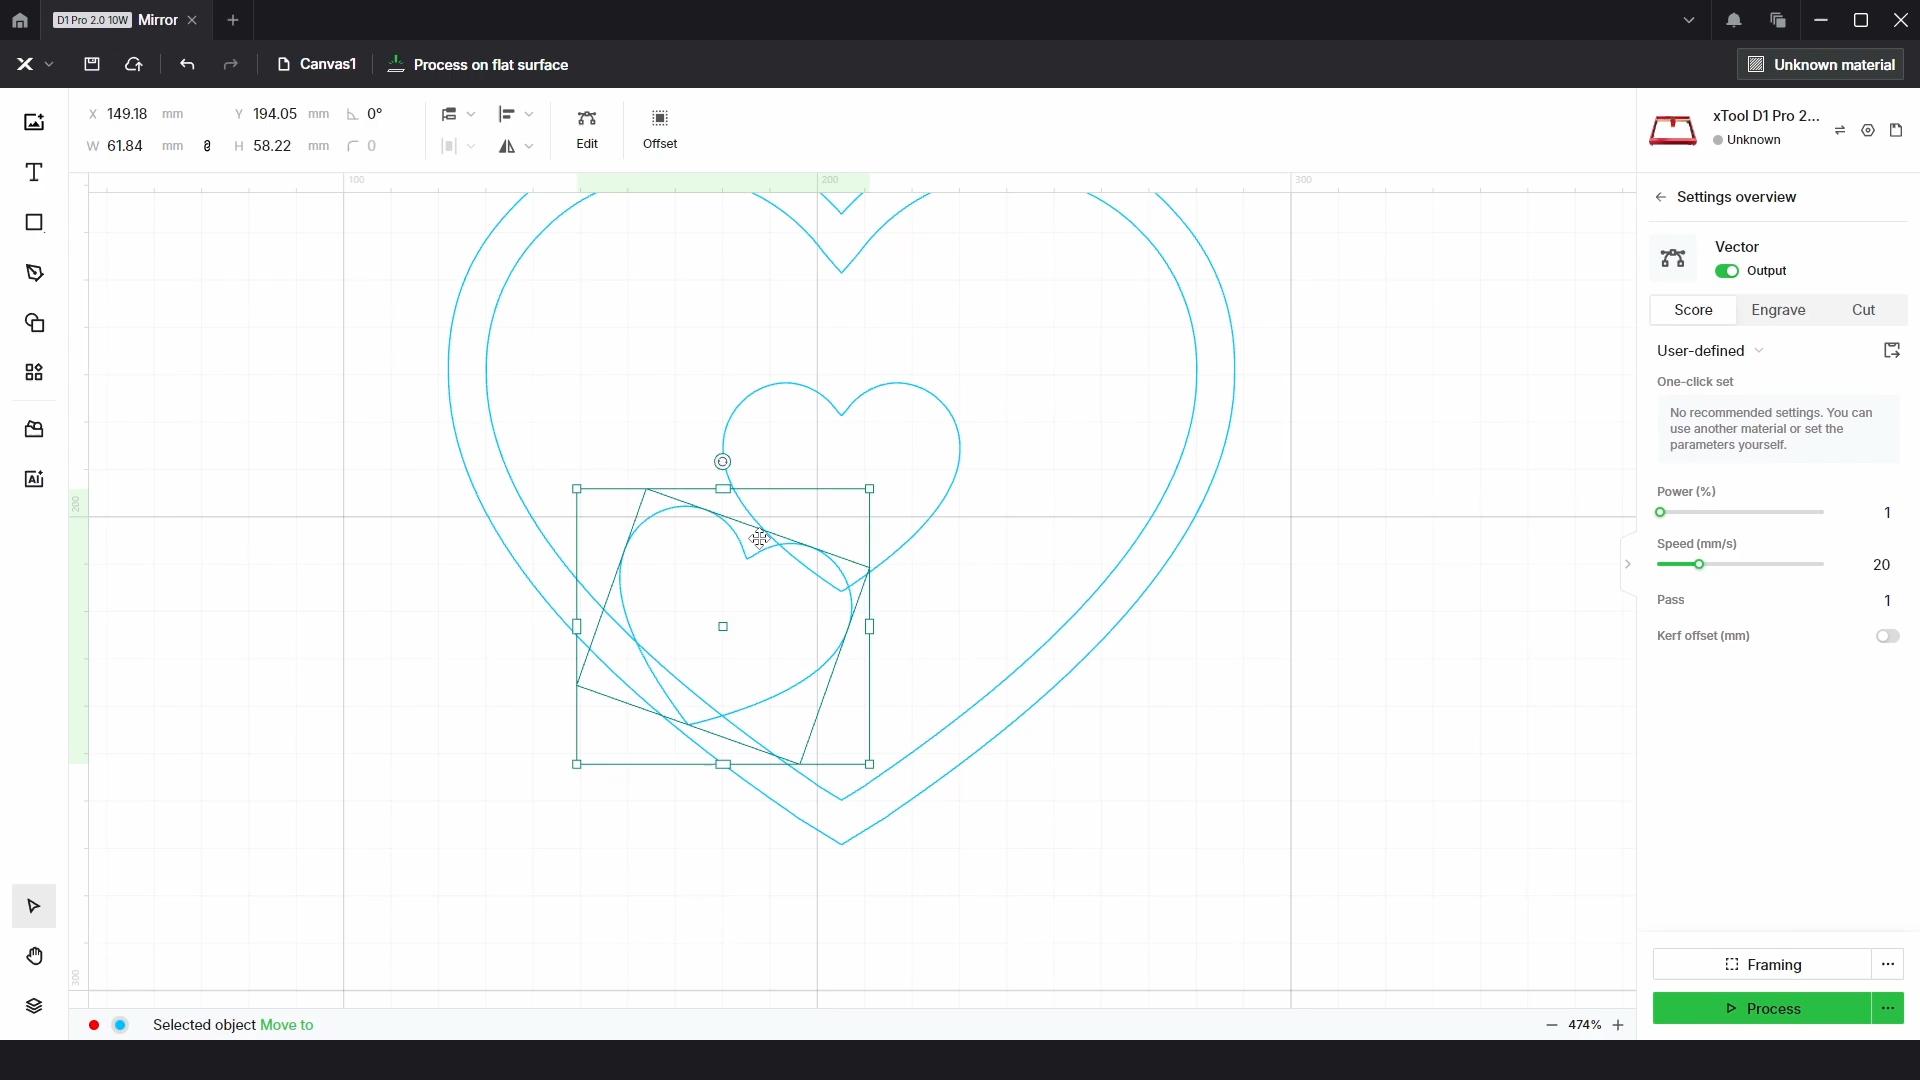 D1 Pro 2.0 10W Mirror
Canvas1
Process on flat surface
Unknown material
X 149.18 mm Y 194.05 mm 0°
W 61.84 mm H 58.22 mm 0
Edit
Offset
xTool D1 Pro 2...
Unknown
100
200
300
Settings overview
Vector
Output
Score
Engrave
Cut
User-defined
One-click set
No recommended settings. You can
use another material or set the
parameters yourself.
Power (%)
1
Speed (mm/s)
20
Pass
1
Kerf offset (mm)
200
300
AI
Framing
Process
Selected object Move to
474%